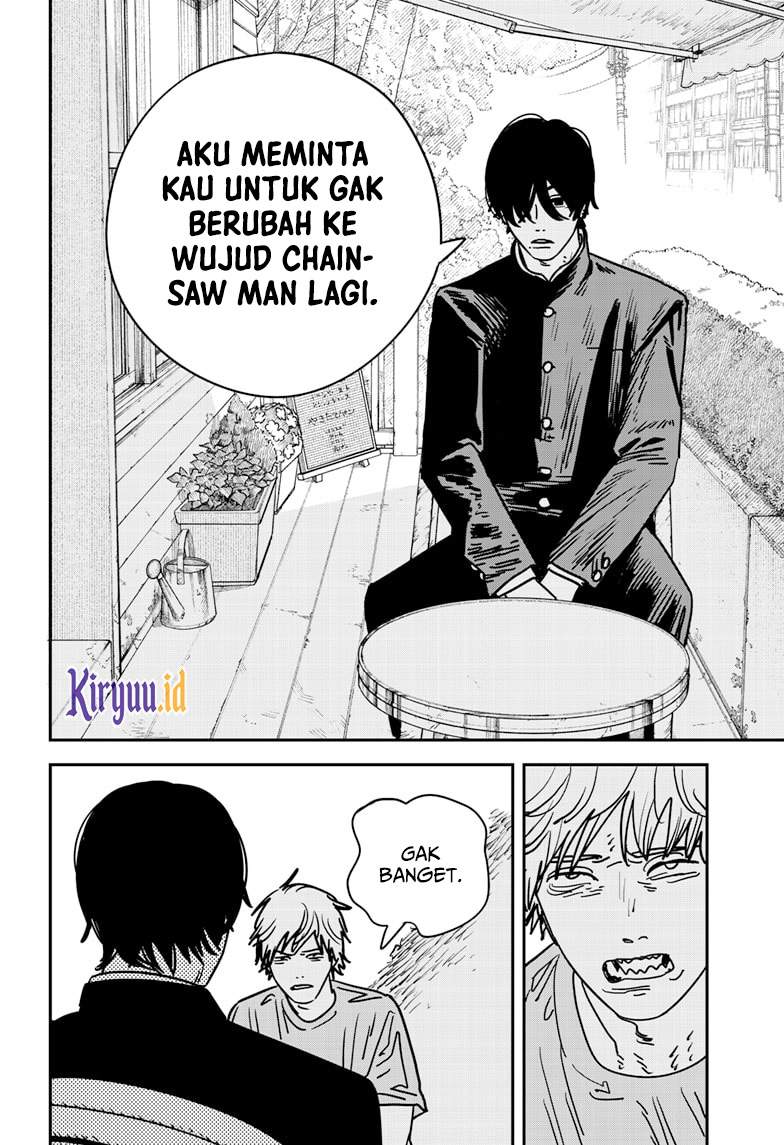 AKU MEMINTA
KAU UNTUK GAK
BERUBAH KE
WUJUD CHAIN-
SAW MAN LAGI.
Kiryuu.id
GAK
BANGET.